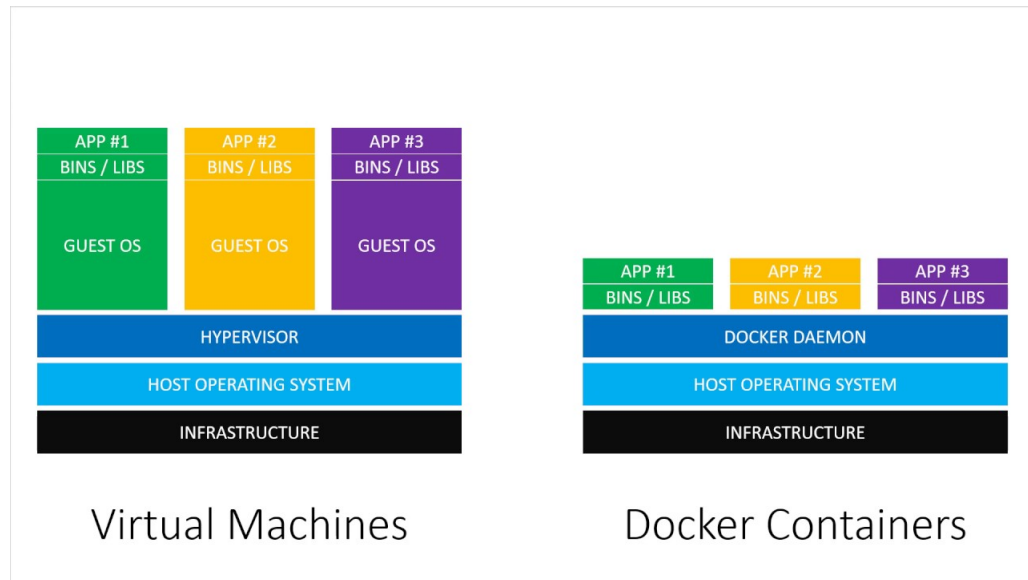 APP #1
BINS / LIBS
GUEST OS
APP #2
BINS / LIBS
GUEST OS
APP #3
BINS / LIBS
GUEST OS
HYPERVISOR
HOST OPERATING SYSTEM
INFRASTRUCTURE
Virtual Machines
APP #1
BINS / LIBS
APP #2
BINS / LIBS
APP #3
BINS / LIBS
DOCKER DAEMON
HOST OPERATING SYSTEM
INFRASTRUCTURE
Docker Containers